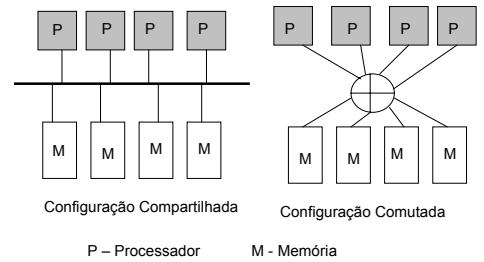 P P P P P P P P
M M M M M M M M
Configuração Compartilhada Configuração Comutada
P – Processador M - Memória